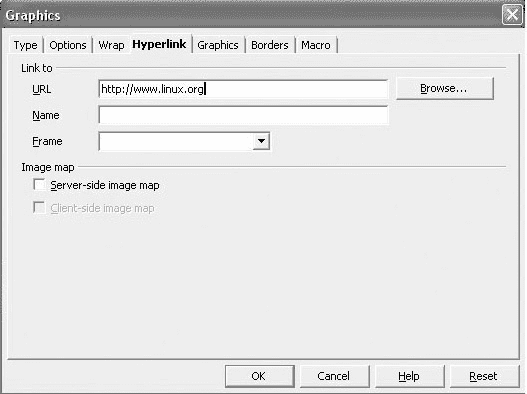 Graphics
Type Options Wrap Hyperlink Graphics Borders Macro
Link to
URL http://www.linux.org Browse...
Name
Frame
Image map
Server-side image map
Client-side image map
OK Cancel Help Reset